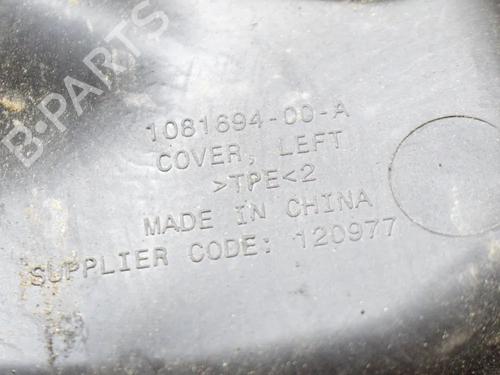 B-PARTS
1081694-00-A
COVER, LEFT
>TPE<2
MADE IN CHINA
SUPPLIER CODE: 120977